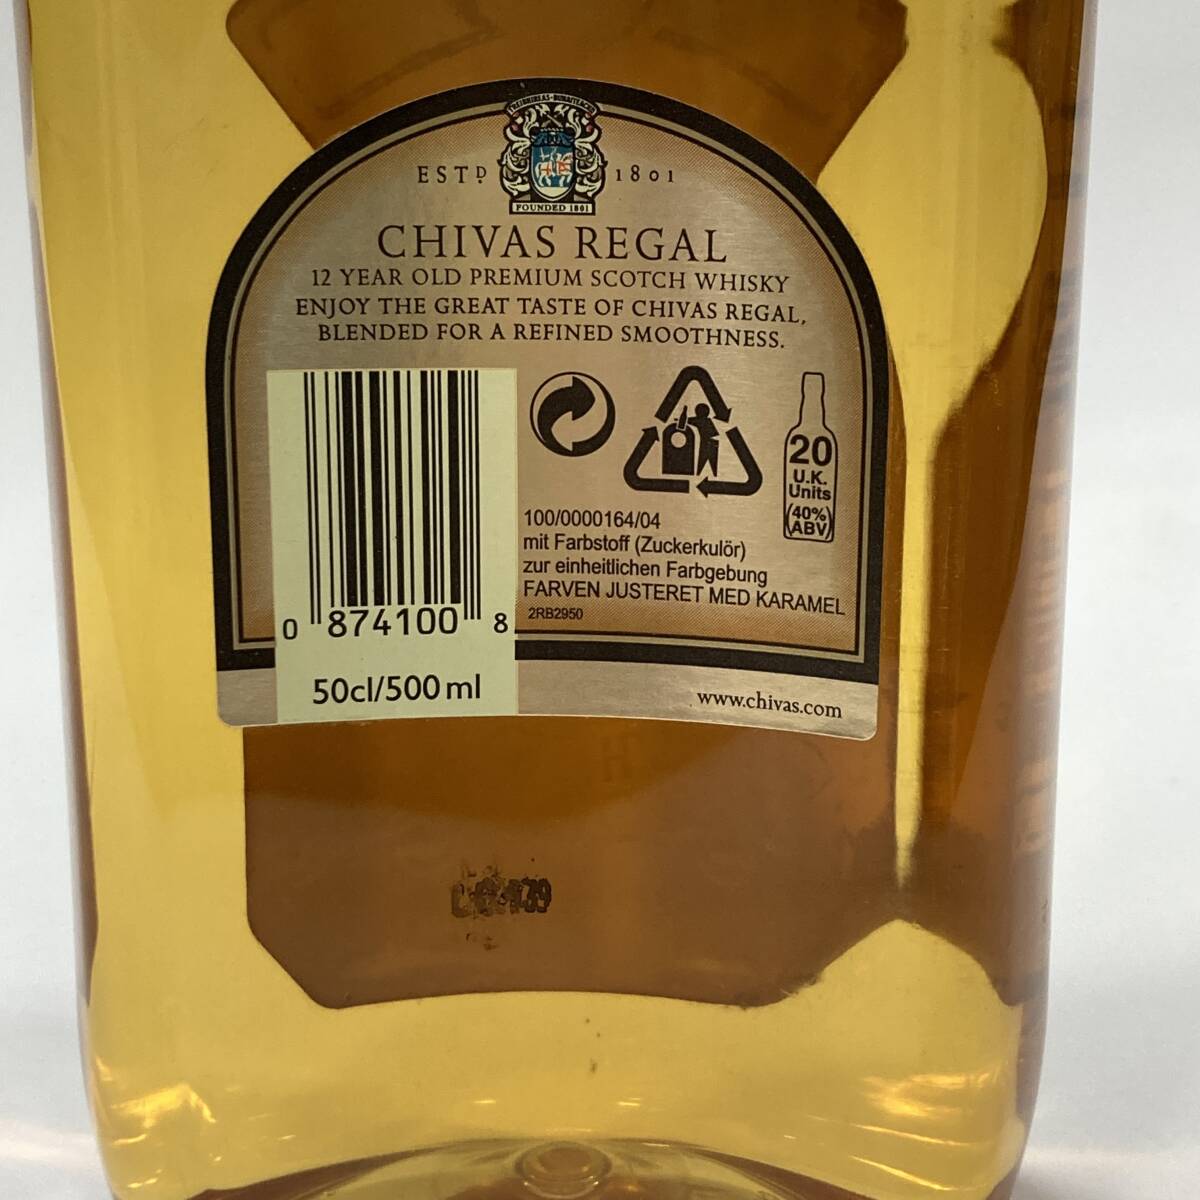 ESTD. 1801
FOUNDED 1801
CHIVAS REGAL
12 YEAR OLD PREMIUM SCOTCH WHISKY
ENJOY THE GREAT TASTE OF CHIVAS REGAL,
BLENDED FOR A REFINED SMOOTHNESS.
20
U.K.
Units
(40%
ABV)
100/0000164/04
mit Farbstoff (Zuckerkulör)
zur einheitlichen Farbgebung
FARVEN JUSTERET MED KARAMEL
2RB2950
0 874100 8
50cl/500 ml
www.chivas.com